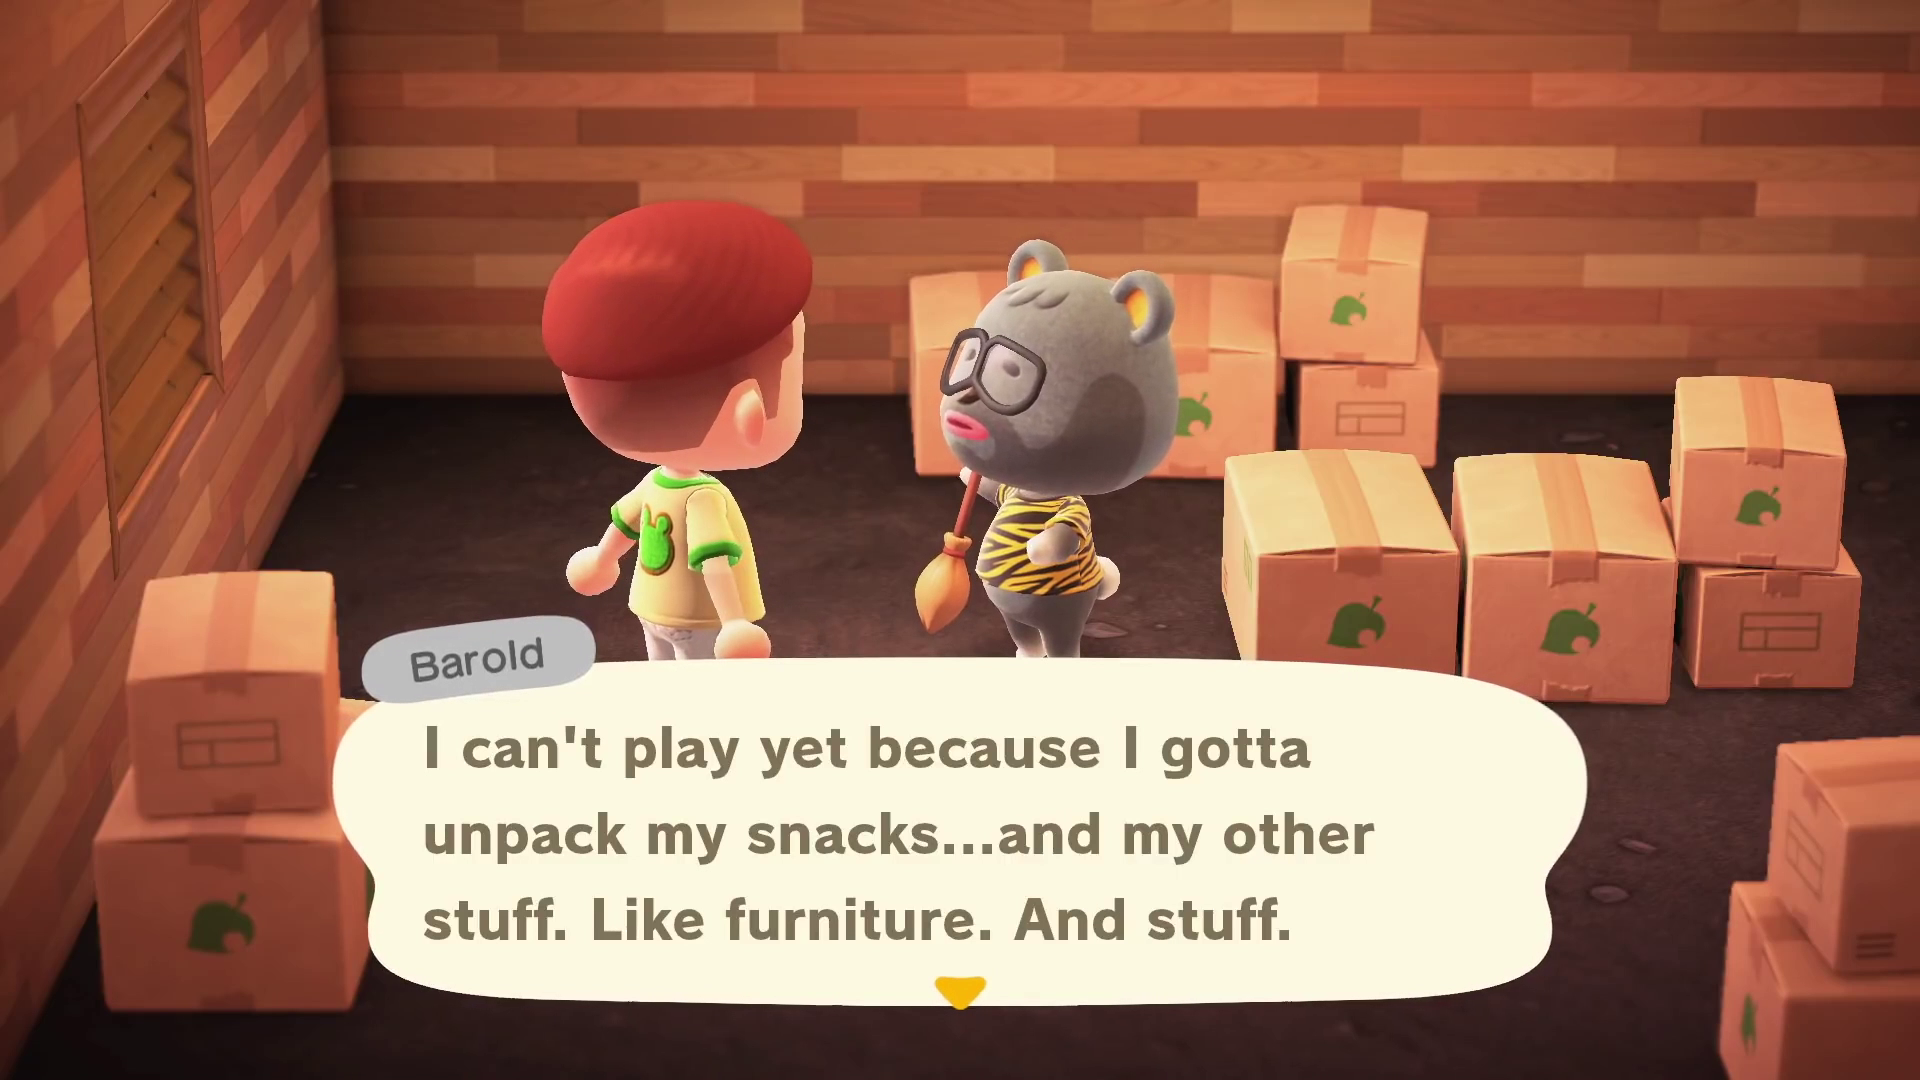 Barold
I can't play yet because I gotta
unpack my snacks...and my other
stuff. Like furniture. And stuff.